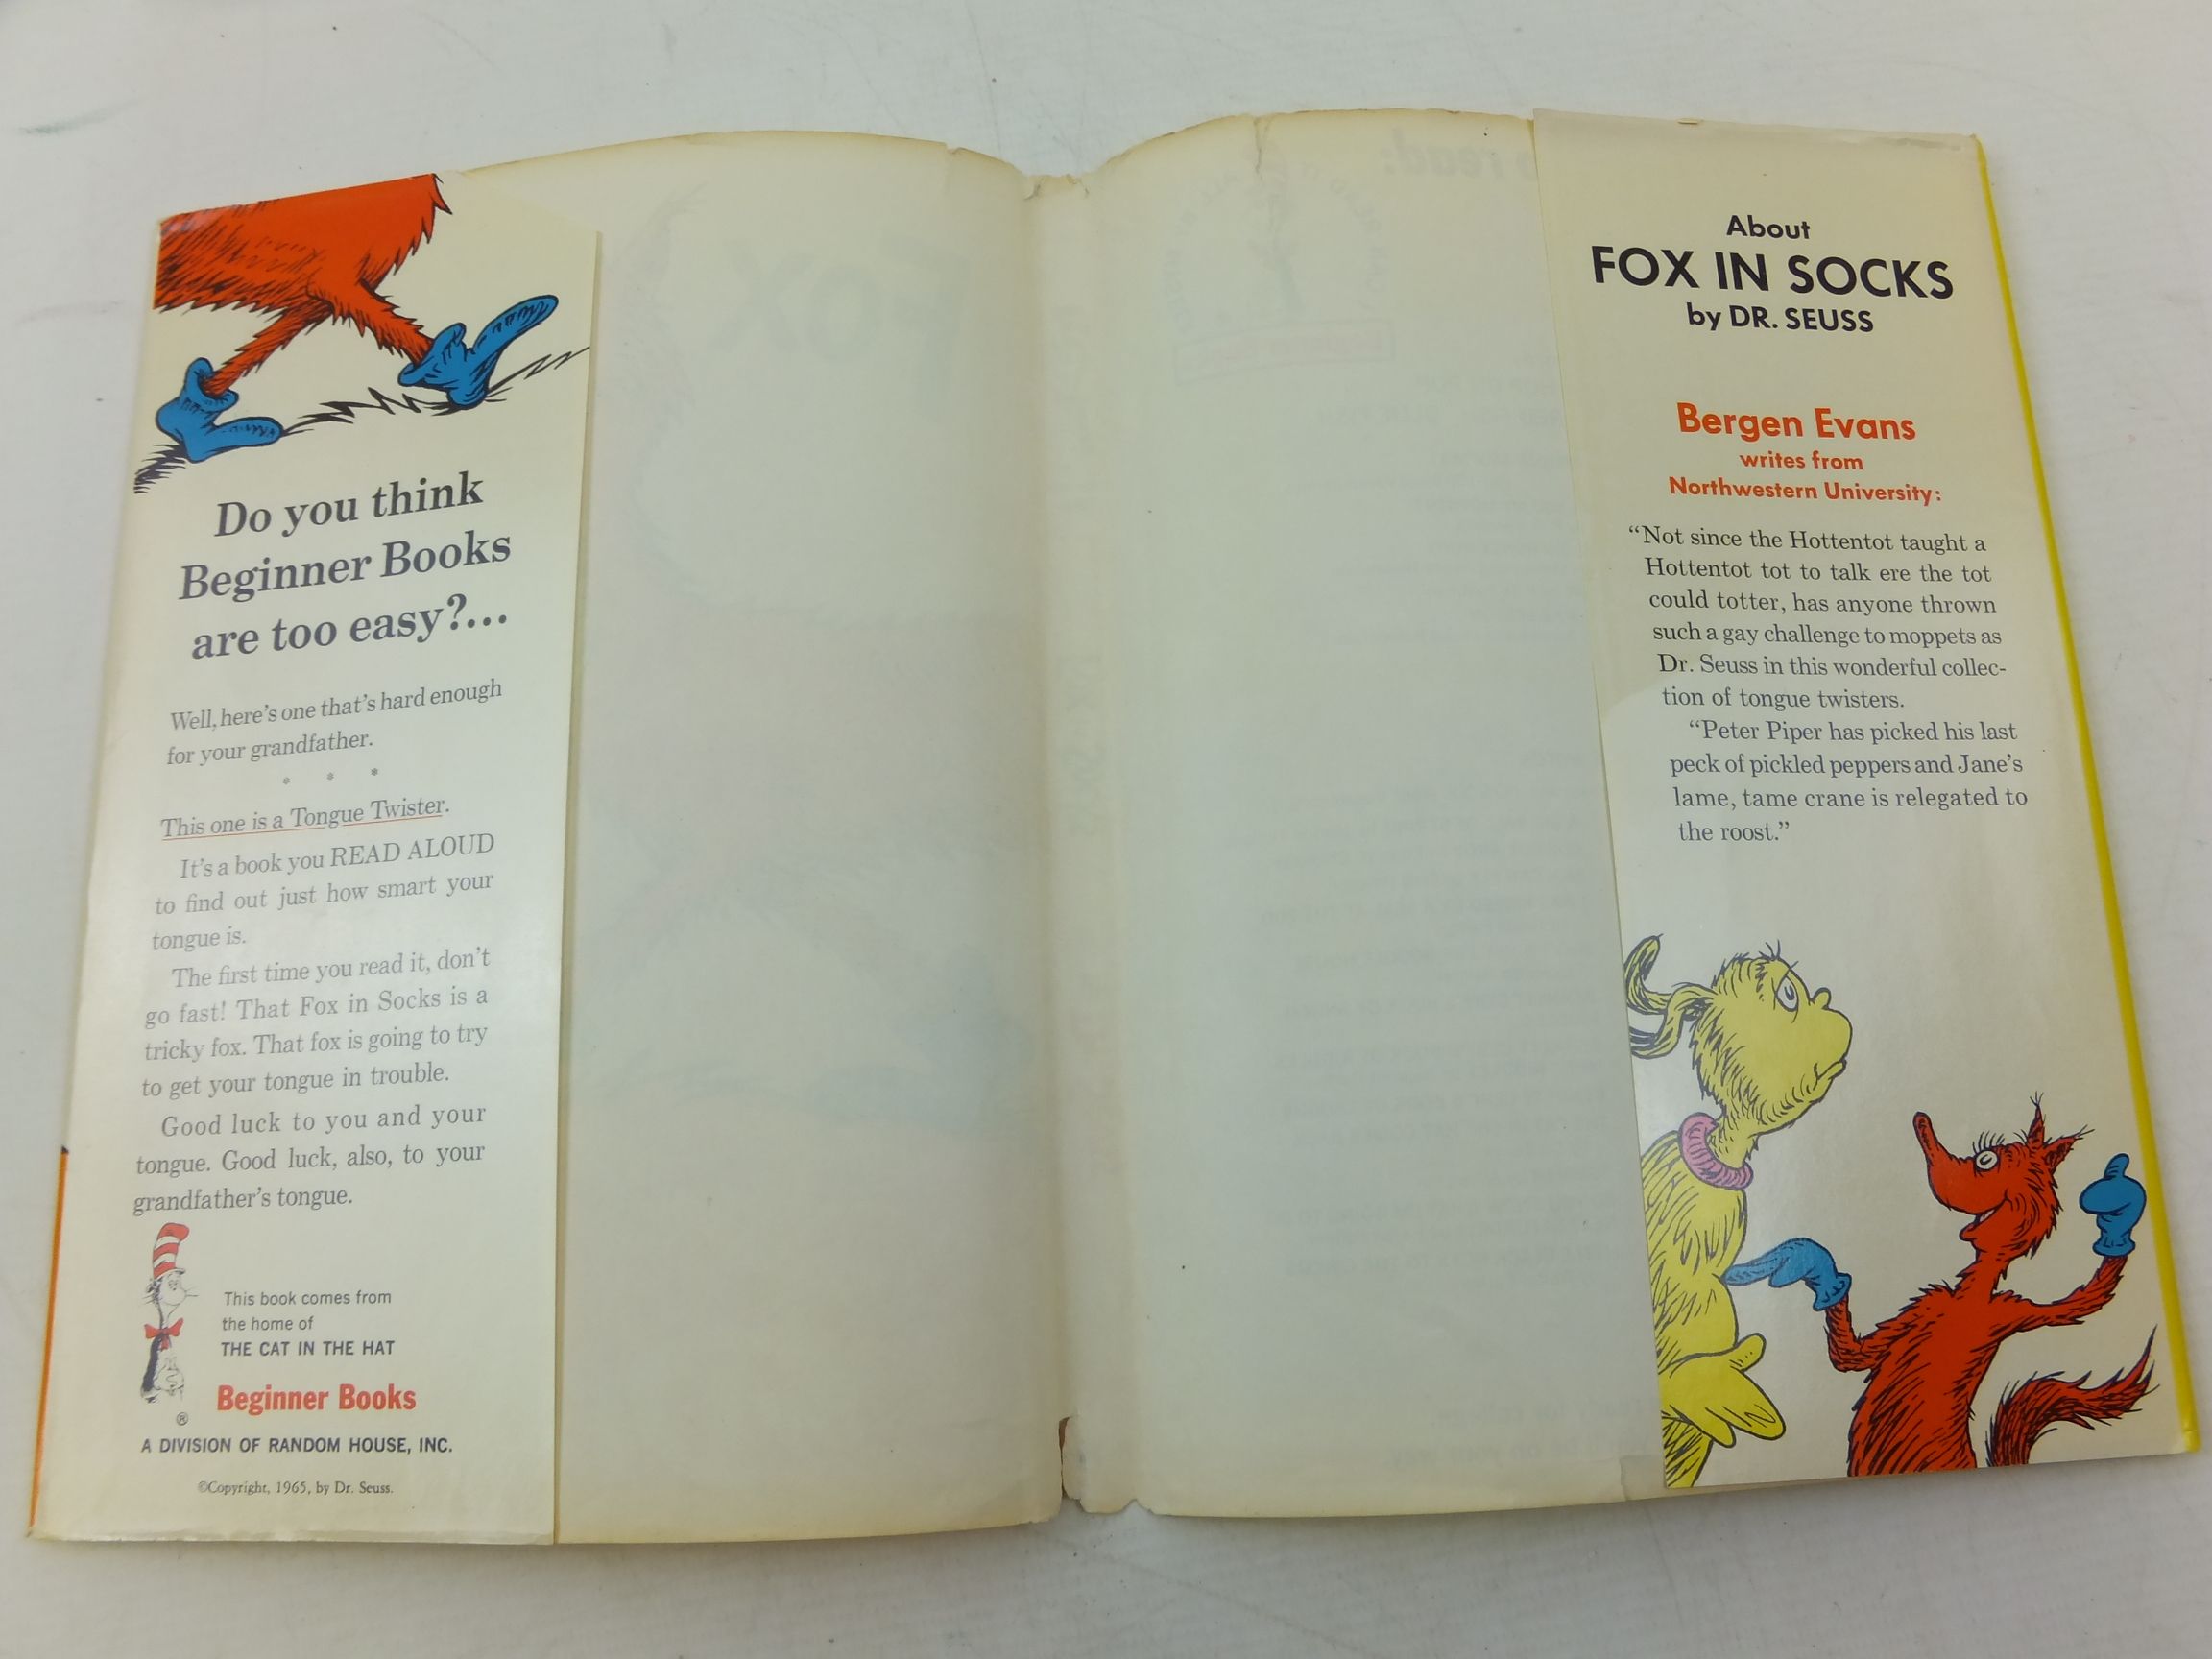 Do you think
Beginner Books
are too easy?...
Well, here's one that's hard enough
for your grandfather.
* * *
This one is a Tongue Twister.
It's a book you READ ALOUD
to find out just how smart your
tongue is.
The first time you read it, don't
go fast! That Fox in Socks is a
tricky fox. That fox is going to try
to get your tongue in trouble.
Good luck to you and your
tongue. Good luck, also, to your
grandfather's tongue.
This book comes from
the home of
THE CAT IN THE HAT
Beginner Books
®
A DIVISION OF RANDOM HOUSE, INC.
©Copyright, 1965, by Dr. Seuss.
read:
FOX
About
FOX IN SOCKS
by DR. SEUSS
Bergen Evans
writes from
Northwestern University:
“Not since the Hottentot taught a
Hottentot tot to talk ere the tot
could totter, has anyone thrown
such a gay challenge to moppets as
Dr. Seuss in this wonderful collec-
tion of tongue twisters.
“Peter Piper has picked his last
peck of pickled peppers and Jane's
lame, tame crane is relegated to
the roost.”